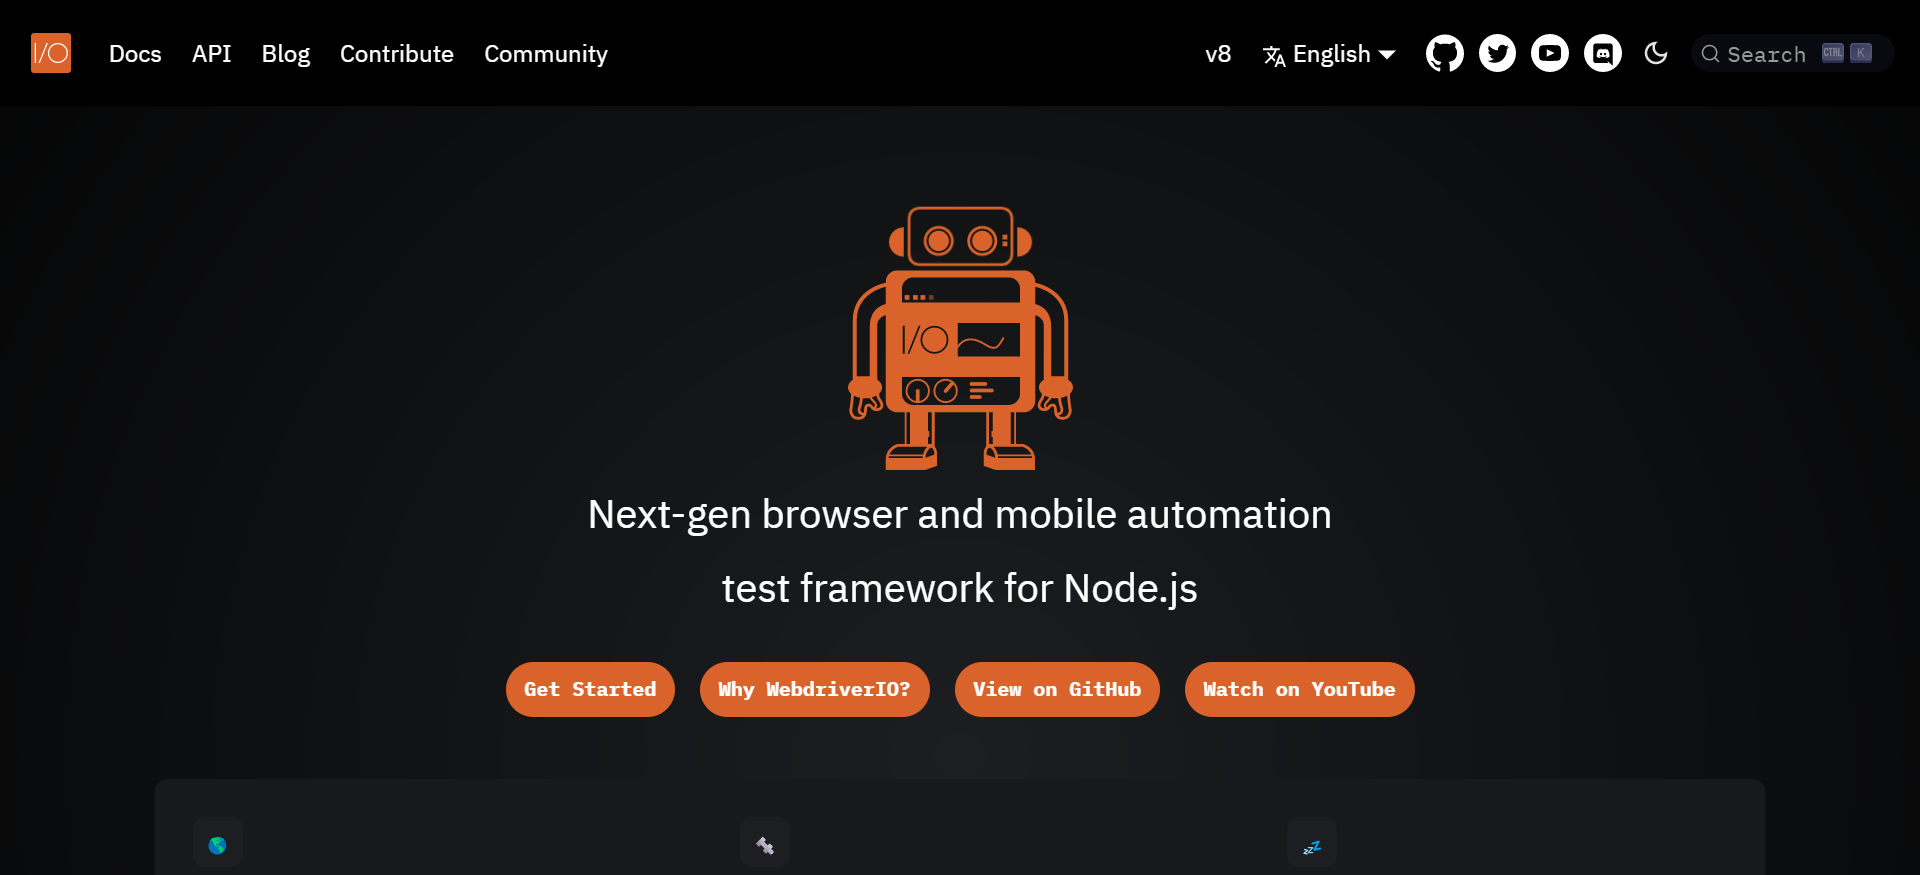 I/O Docs API Blog Contribute Community v8 English Search CTRL K
I/O
Next-gen browser and mobile automation
test framework for Node.js
Get Started Why WebdriverIO? View on GitHub Watch on YouTube